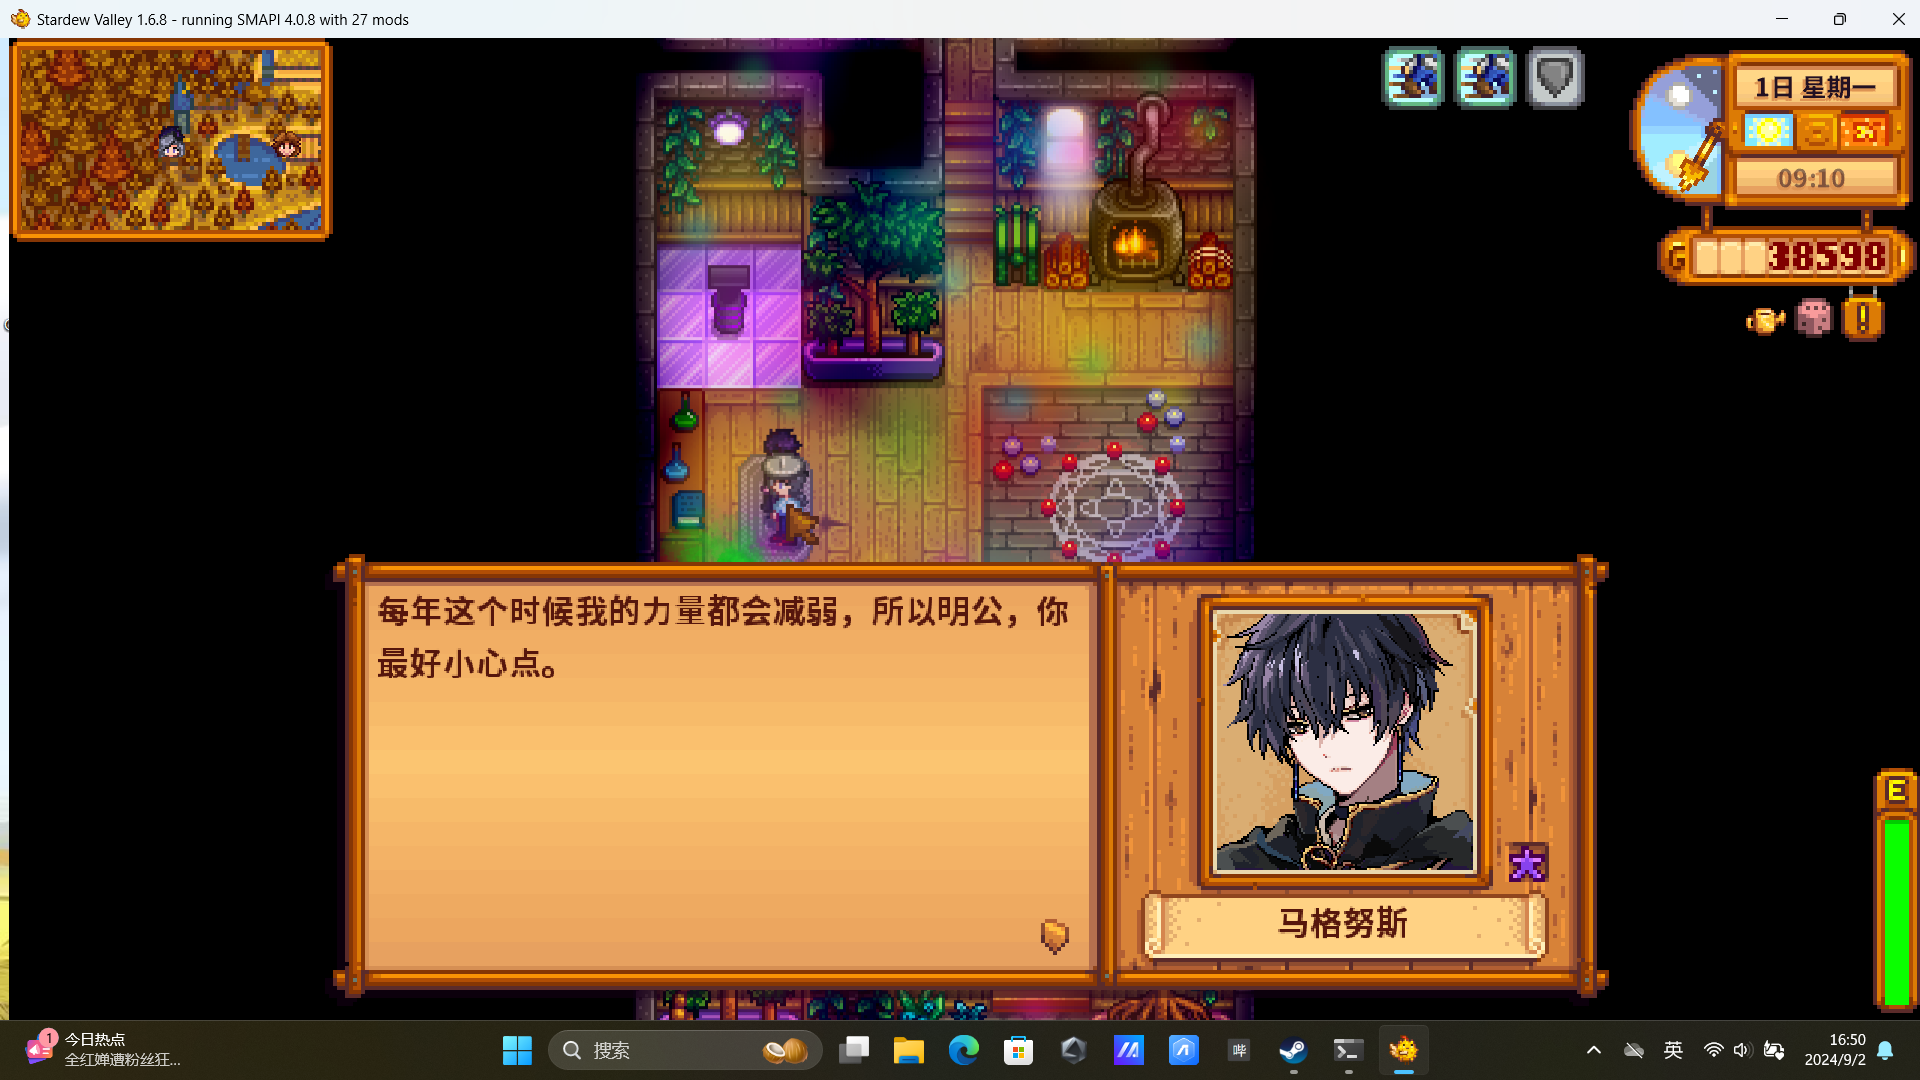 Stardew Valley 1.6.8 - running SMAPI 4.0.8 with 27 mods
1日 星期一
09:10
G 38598
!
每年这个时候我的力量都会减弱，所以明公，你
最好小心点。
马格努斯
E
1
今日热点
全红婵遭粉丝狂...
搜索
哔
英
16:50
2024/9/2